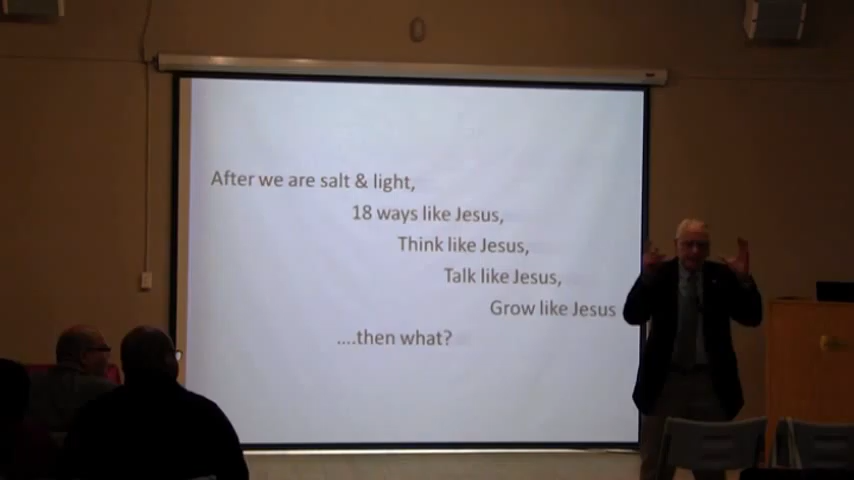 After we are salt & light,
18 ways like Jesus,
Think like Jesus,
Talk like Jesus,
Grow like Jesus
....then what?